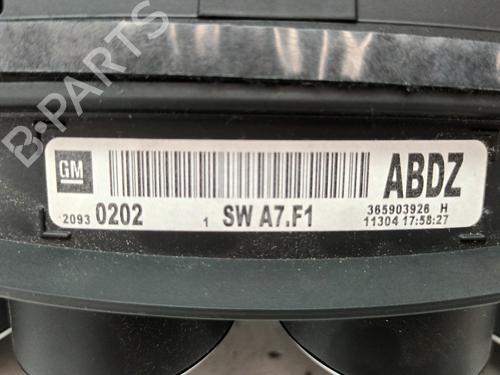 B-PARTS
GM ABDZ
2093 0202 1 SW A7.F1 365903926 H
11304 17:58:27